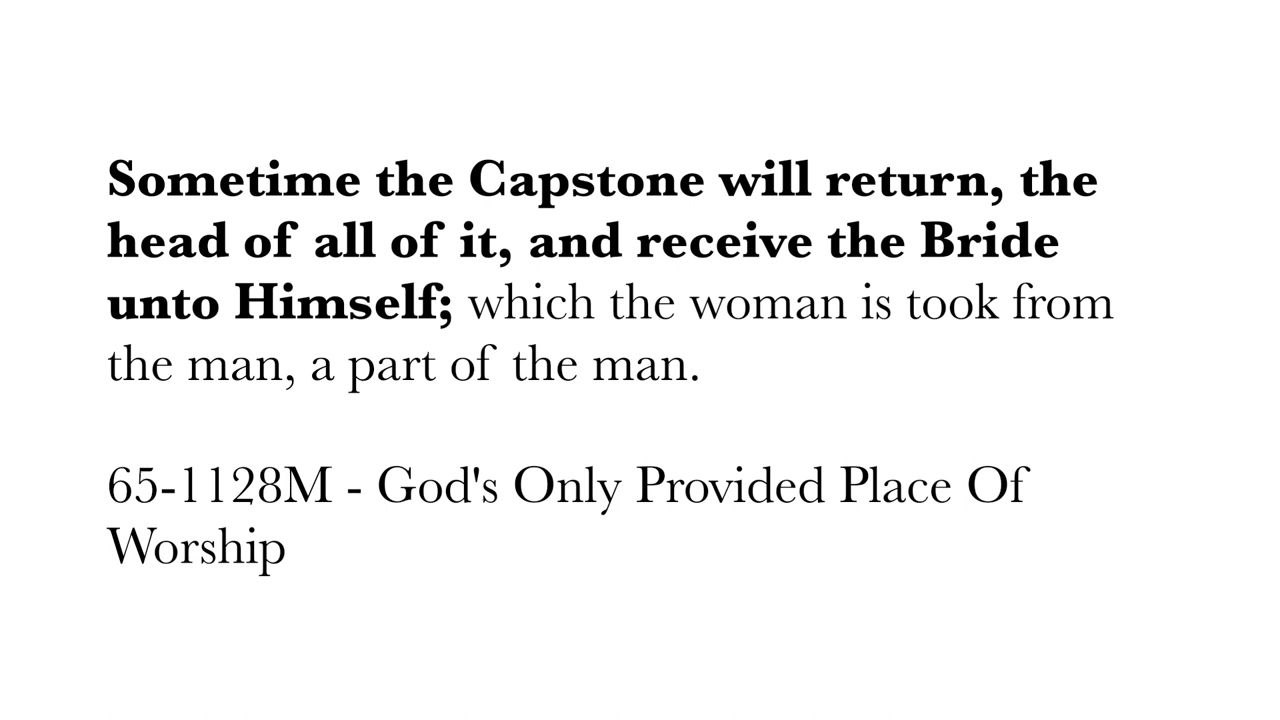 Sometime the Capstone will return, the
head of all of it, and receive the Bride
unto Himself; which the woman is took from
the man, a part of the man.
65-1128M - God's Only Provided Place Of
Worship